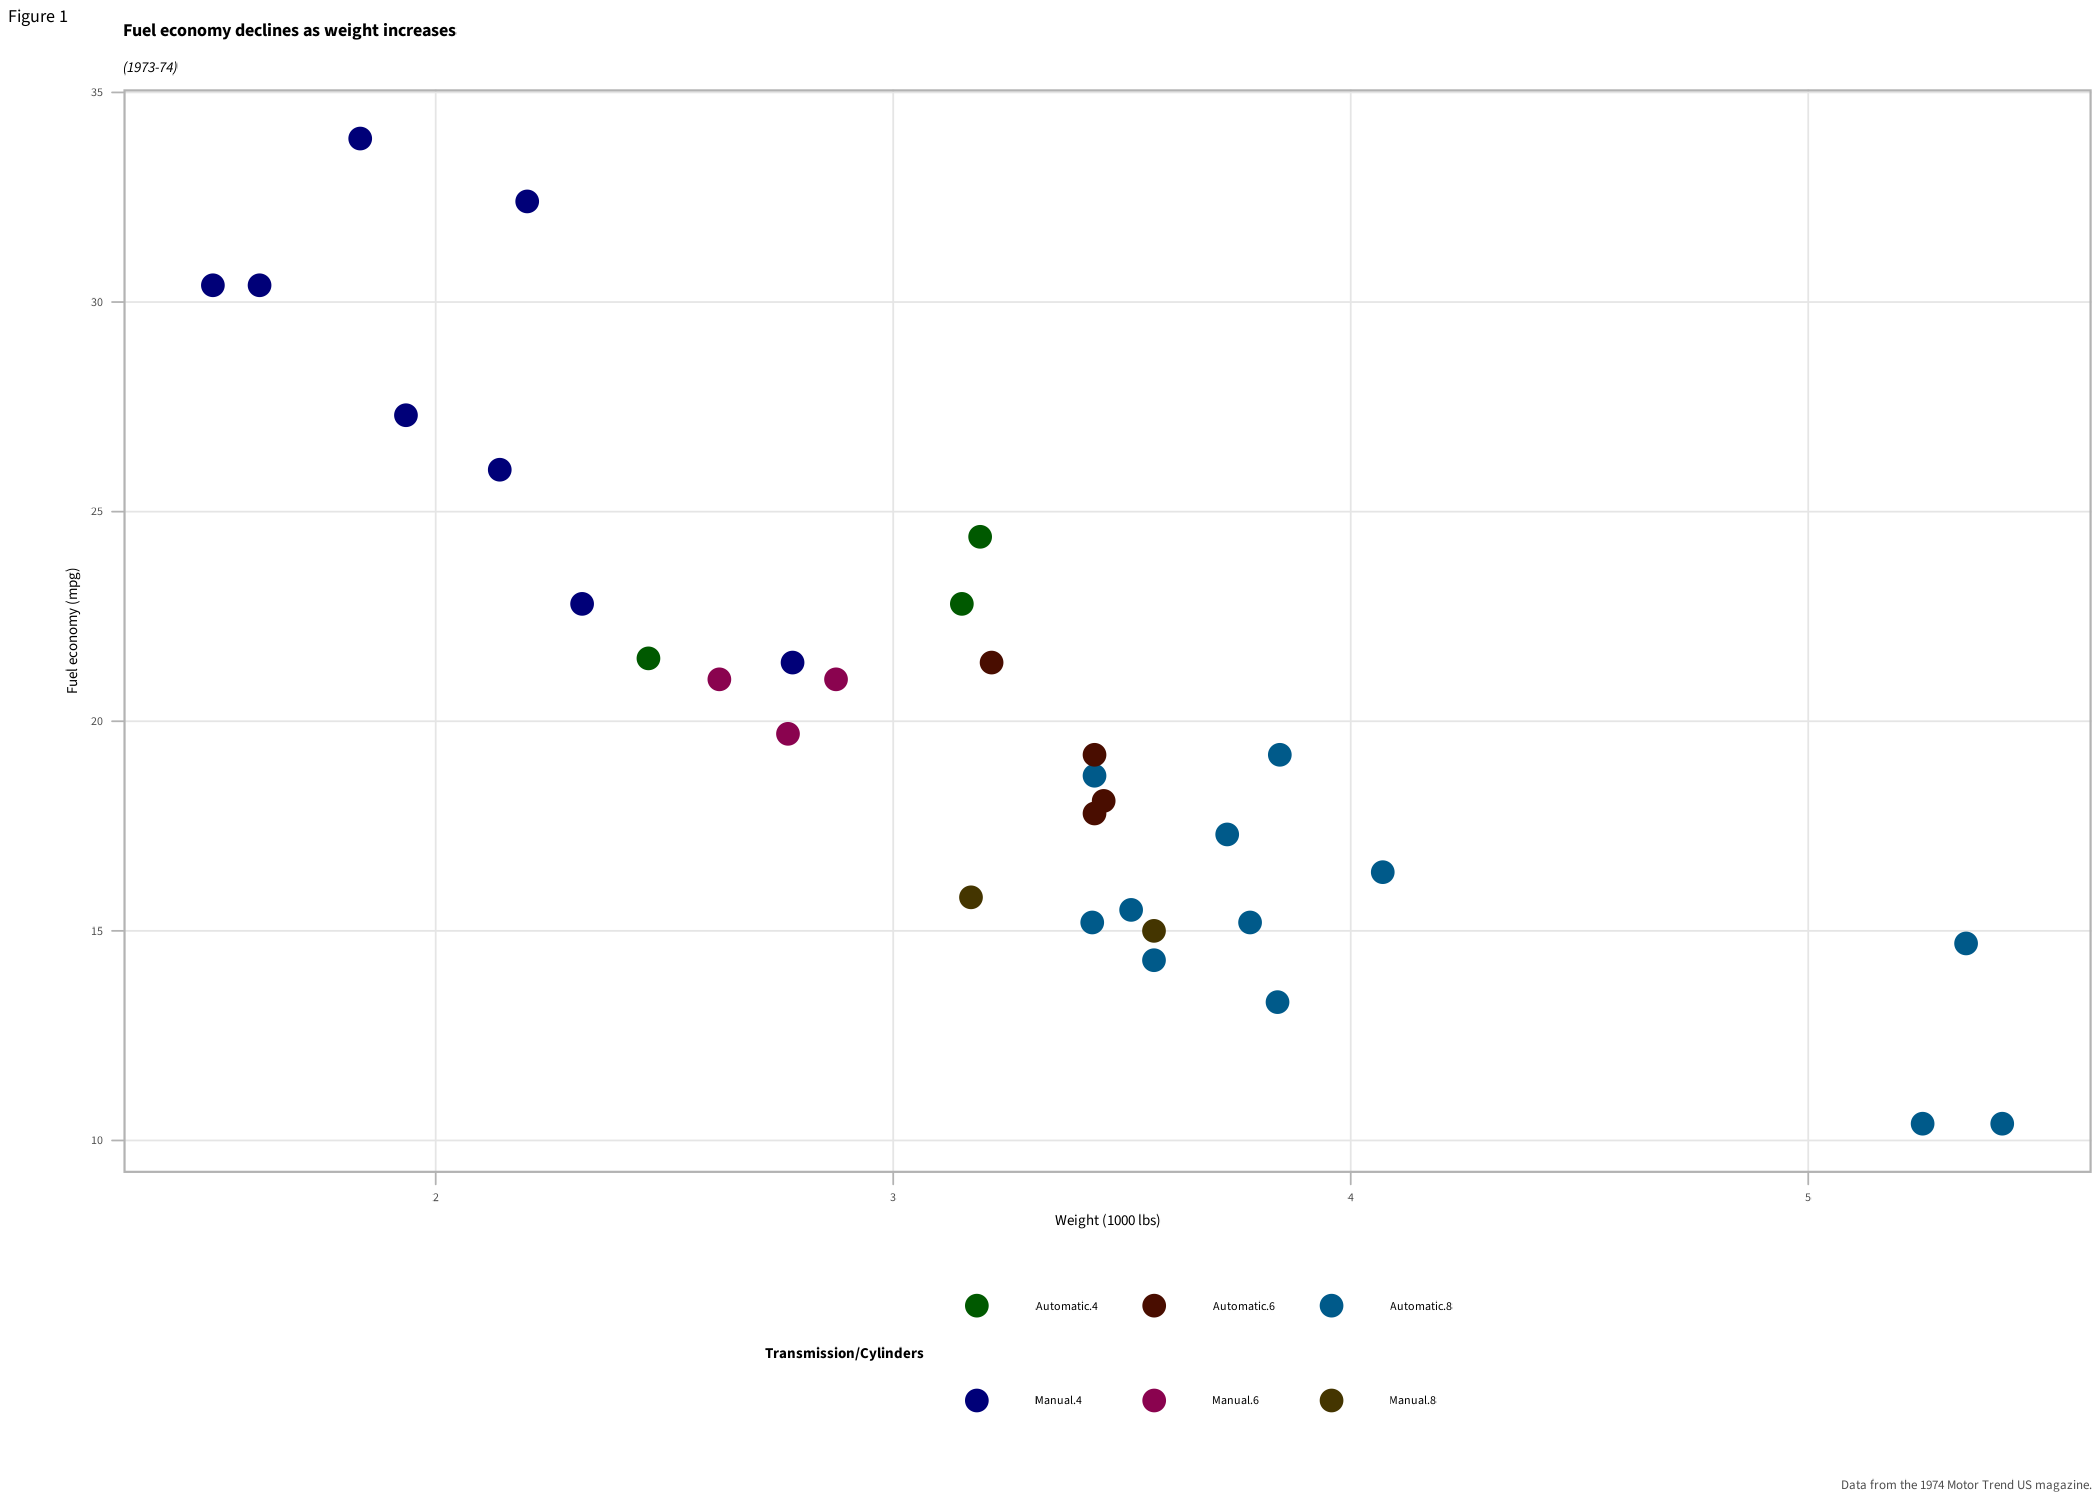 Figure 1
Fuel economy declines as weight increases
(1973-74)
35
30
25
20
15
10
Fuel economy (mpg)
2
3
4
5
Weight (1000 lbs)
Transmission/Cylinders
Automatic.4
Automatic.6
Automatic.8
Manual.4
Manual.6
Manual.8
Data from the 1974 Motor Trend US magazine.